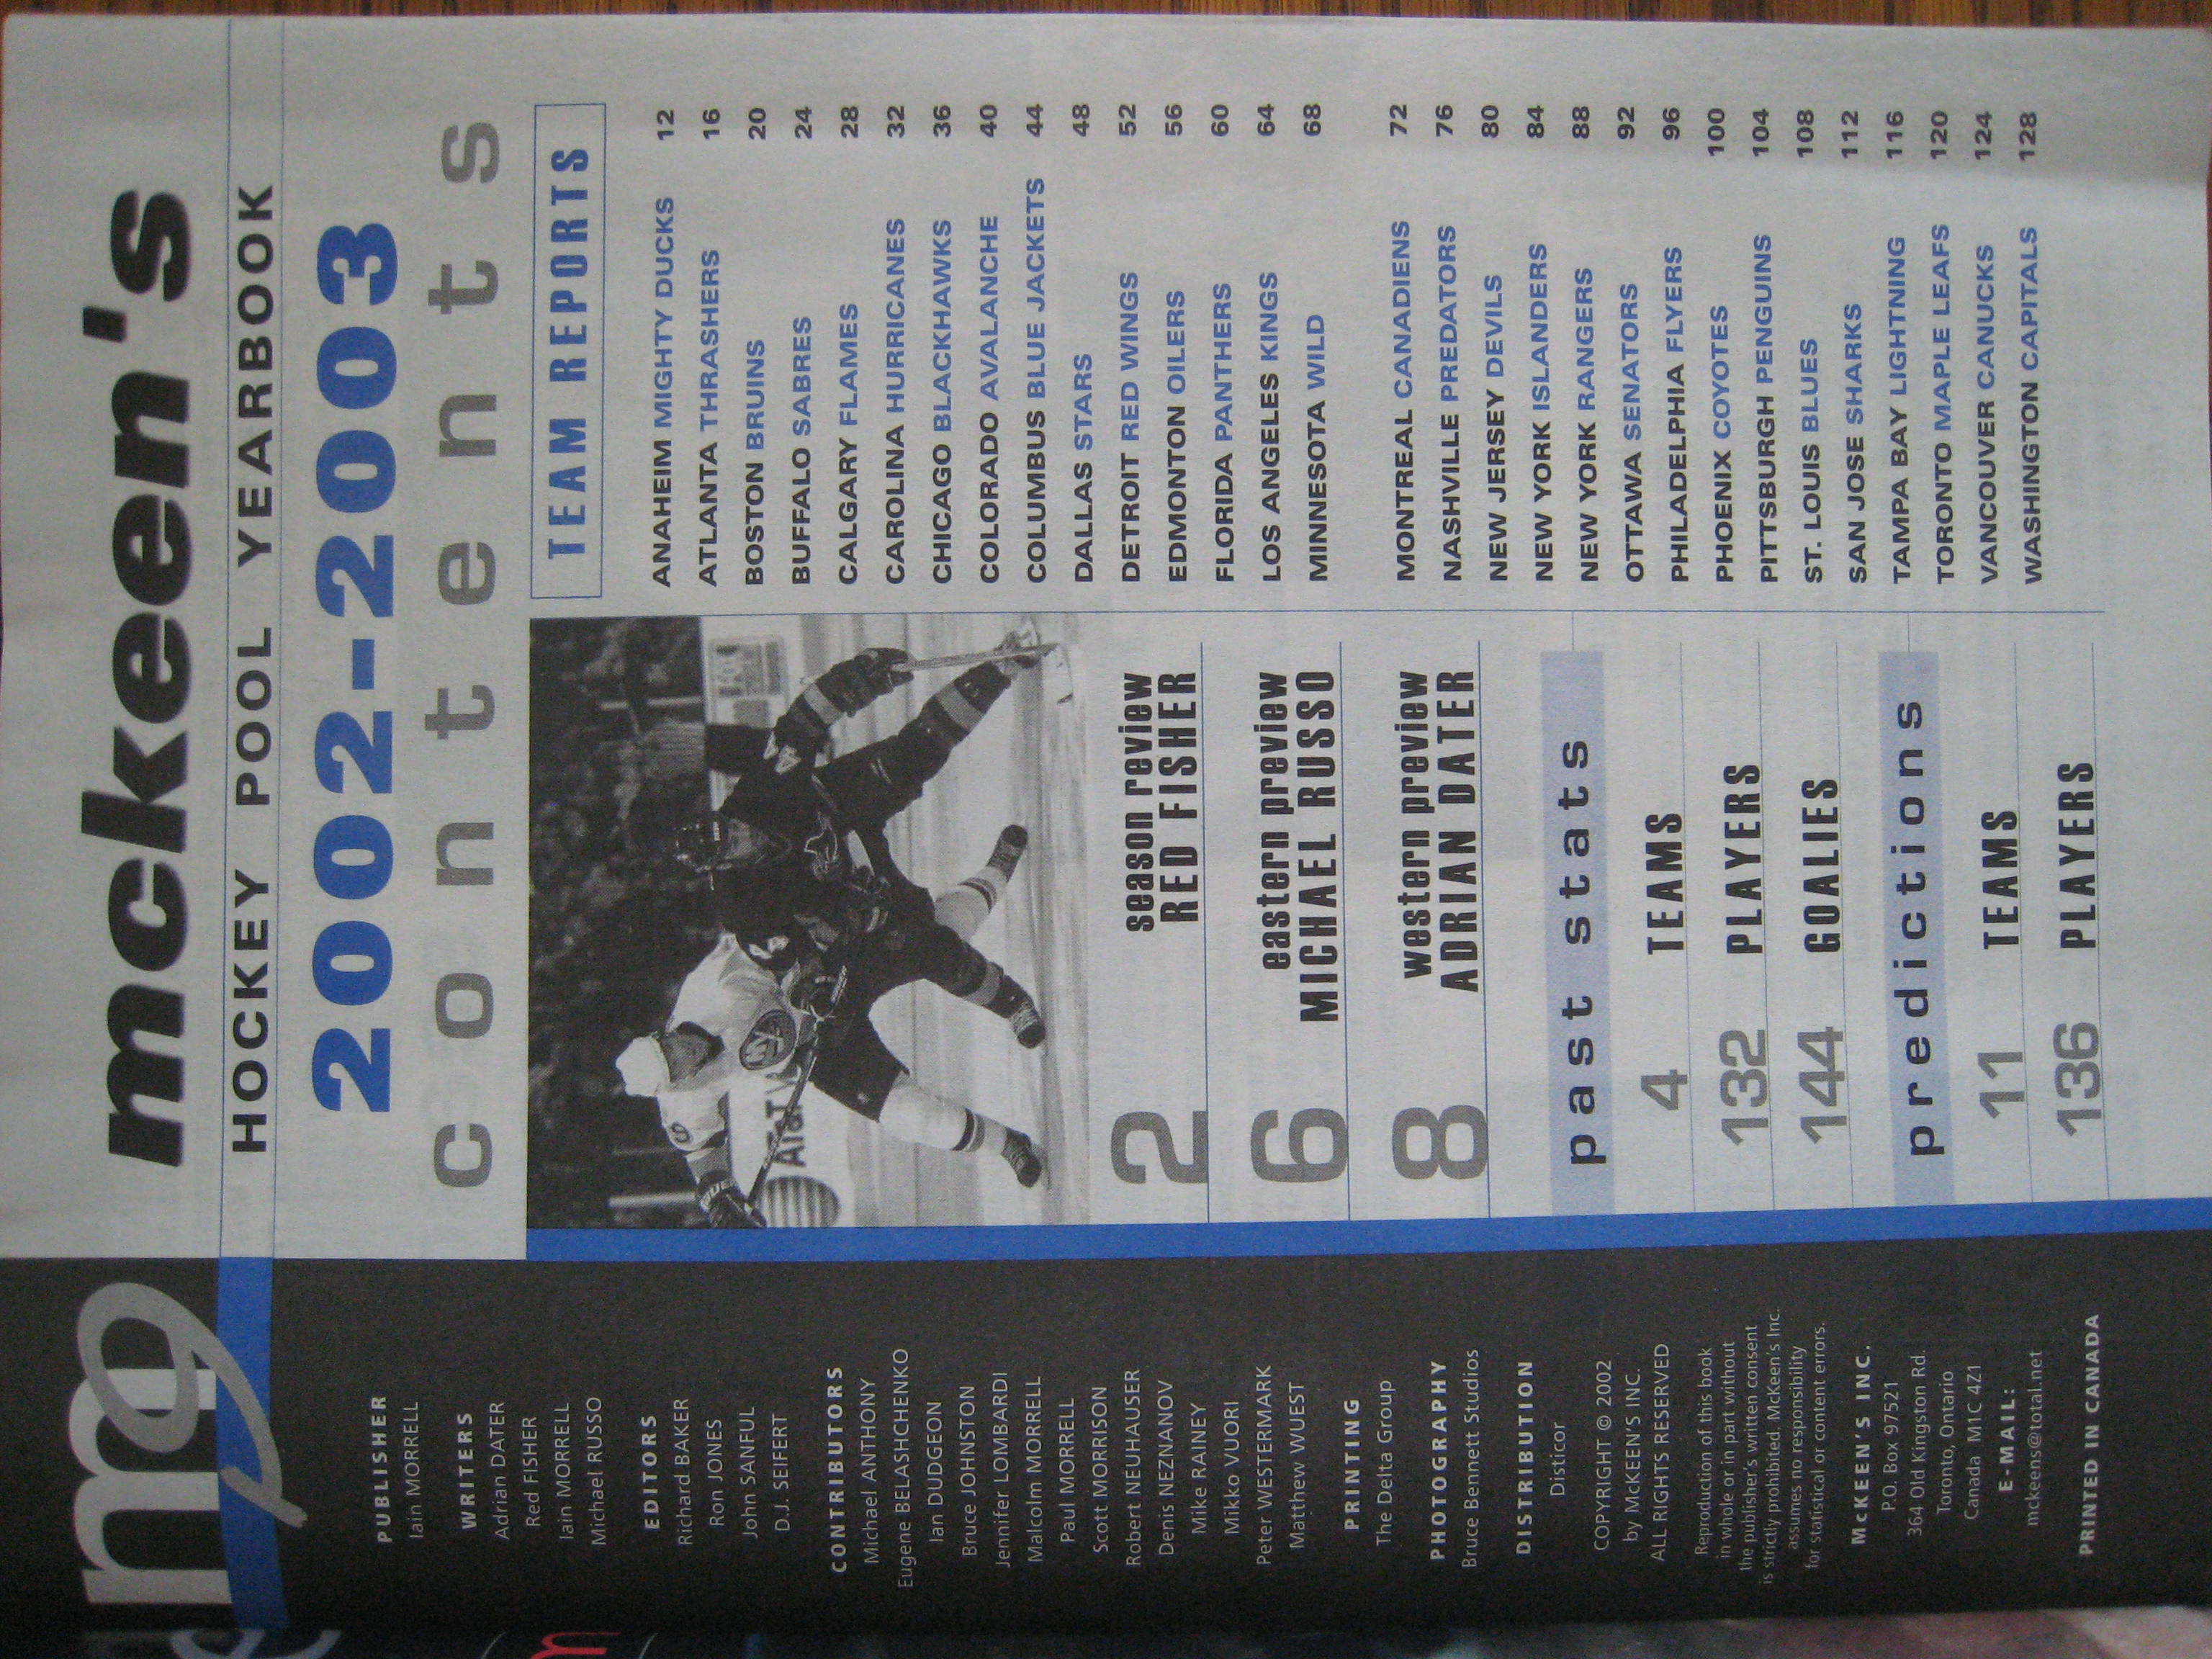 mckeen's
HOCKEY POOL YEARBOOK
2002-2003
contents
m
PUBLISHER
Iain MORRELL
WRITERS
Adrian DATER
Red FISHER
Iain MORRELL
Michael RUSSO
EDITORS
Richard BAKER
Ron JONES
John SANFUL
D.J. SEIFERT
CONTRIBUTORS
Michael ANTHONY
Eugene BELASHCHENKO
Ian DUDGEON
Bruce JOHNSTON
Jennifer LOMBARDI
Malcolm MORRELL
Paul MORRELL
Scott MORRISON
Robert NEUHAUSER
Denis NEZNANOV
Mike RAINEY
Mikko VUORI
Peter WESTERMARK
Matthew WUEST
PRINTING
The Delta Group
PHOTOGRAPHY
Bruce Bennett Studios
DISTRIBUTION
Disticor
COPYRIGHT © 2002
by McKEEN'S INC.
ALL RIGHTS RESERVED
Reproduction of this book
in whole or in part without
the publisher's written consent
is strictly prohibited. McKeen's Inc.
assumes no responsibility
for statistical or content errors.
McKEEN'S INC.
P.O. Box 97521
364 Old Kingston Rd.
Toronto, Ontario
Canada M1C 4Z1
E-MAIL:
mckeens@total.net
PRINTED IN CANADA
AT&T
NY
2 season review
RED FISHER
6 eastern preview
MICHAEL RUSSO
8 western preview
ADRIAN DATER
past stats
4 TEAMS
132 PLAYERS
144 GOALIES
predictions
11 TEAMS
136 PLAYERS
TEAM REPORTS
ANAHEIM MIGHTY DUCKS 12
ATLANTA THRASHERS 16
BOSTON BRUINS 20
BUFFALO SABRES 24
CALGARY FLAMES 28
CAROLINA HURRICANES 32
CHICAGO BLACKHAWKS 36
COLORADO AVALANCHE 40
COLUMBUS BLUE JACKETS 44
DALLAS STARS 48
DETROIT RED WINGS 52
EDMONTON OILERS 56
FLORIDA PANTHERS 60
LOS ANGELES KINGS 64
MINNESOTA WILD 68
MONTREAL CANADIENS 72
NASHVILLE PREDATORS 76
NEW JERSEY DEVILS 80
NEW YORK ISLANDERS 84
NEW YORK RANGERS 88
OTTAWA SENATORS 92
PHILADELPHIA FLYERS 96
PHOENIX COYOTES 100
PITTSBURGH PENGUINS 104
ST. LOUIS BLUES 108
SAN JOSE SHARKS 112
TAMPA BAY LIGHTNING 116
TORONTO MAPLE LEAFS 120
VANCOUVER CANUCKS 124
WASHINGTON CAPITALS 128